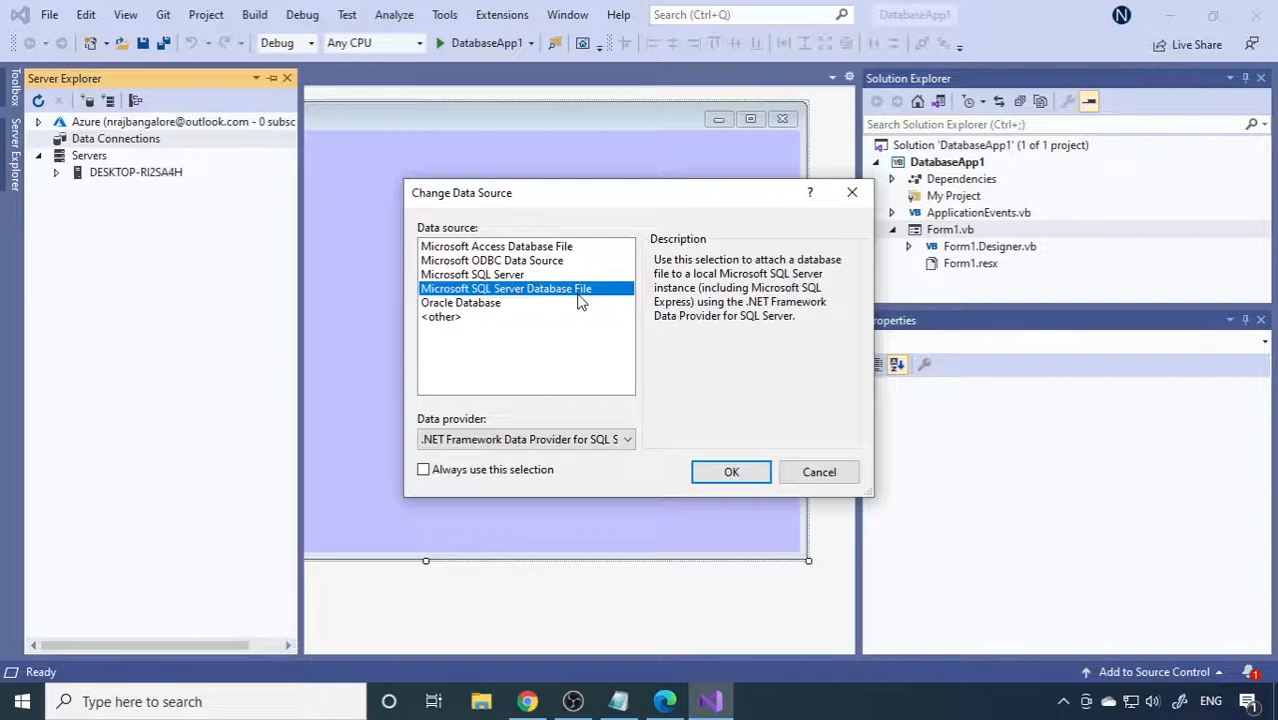 File Edit View Git Project Build Debug Test Analyze Tools Extensions Window Help Search (Ctrl+Q) DatabaseApp1 N
Debug Any CPU DatabaseApp1 Live Share
Toolbox
Server Explorer
Server Explorer
Azure (nrajbangalore@outlook.com - 0 subsc
Data Connections
Servers
DESKTOP-RI2SA4H
Change Data Source ?
Data source:
Microsoft Access Database File
Microsoft ODBC Data Source
Microsoft SQL Server
Microsoft SQL Server Database File
Oracle Database
<other>
Description
Use this selection to attach a database
file to a local Microsoft SQL Server
instance (including Microsoft SQL
Express) using the .NET Framework
Data Provider for SQL Server.
Data provider:
.NET Framework Data Provider for SQL S
Always use this selection
OK Cancel
Solution Explorer
Search Solution Explorer (Ctrl+;)
Solution 'DatabaseApp1' (1 of 1 project)
VB DatabaseApp1
Dependencies
My Project
ApplicationEvents.vb
Form1.vb
Form1.Designer.vb
Form1.resx
roperties
Ready Add to Source Control 1
Type here to search ENG 1